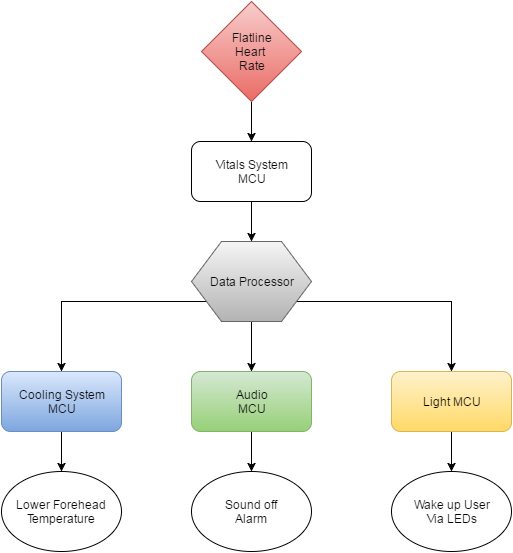 Flatline
Heart
Rate
Vitals System
MCU
Data Processor
Cooling System
MCU
Audio
MCU
Light MCU
Lower Forehead
Temperature
Sound off
Alarm
Wake up User
Via LEDs